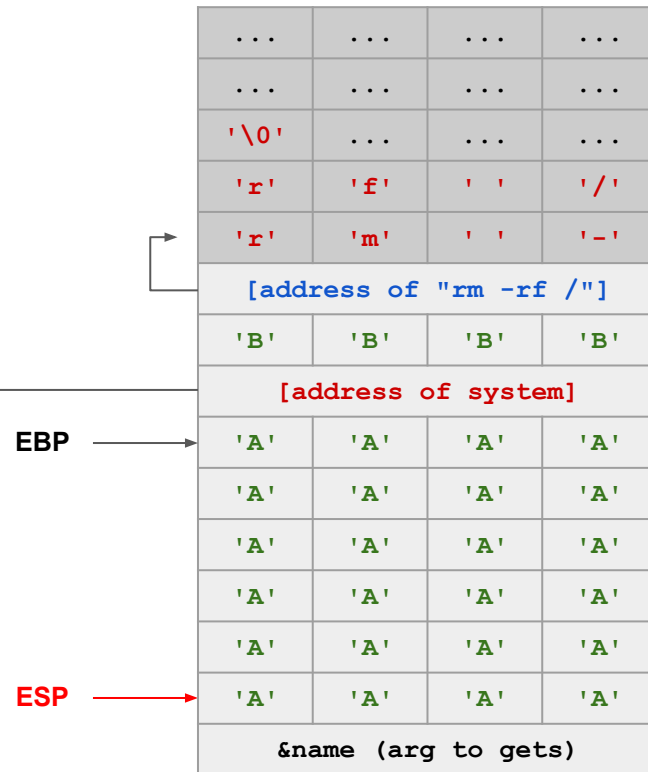 ... ... ... ...
... ... ... ...
'\0' ... ... ...
'r' 'f' ' ' '/'
'r' 'm' ' ' '-'
[address of "rm -rf /"]
'B' 'B' 'B' 'B'
[address of system]
EBP 'A' 'A' 'A' 'A'
'A' 'A' 'A' 'A'
'A' 'A' 'A' 'A'
'A' 'A' 'A' 'A'
'A' 'A' 'A' 'A'
ESP 'A' 'A' 'A' 'A'
&name (arg to gets)